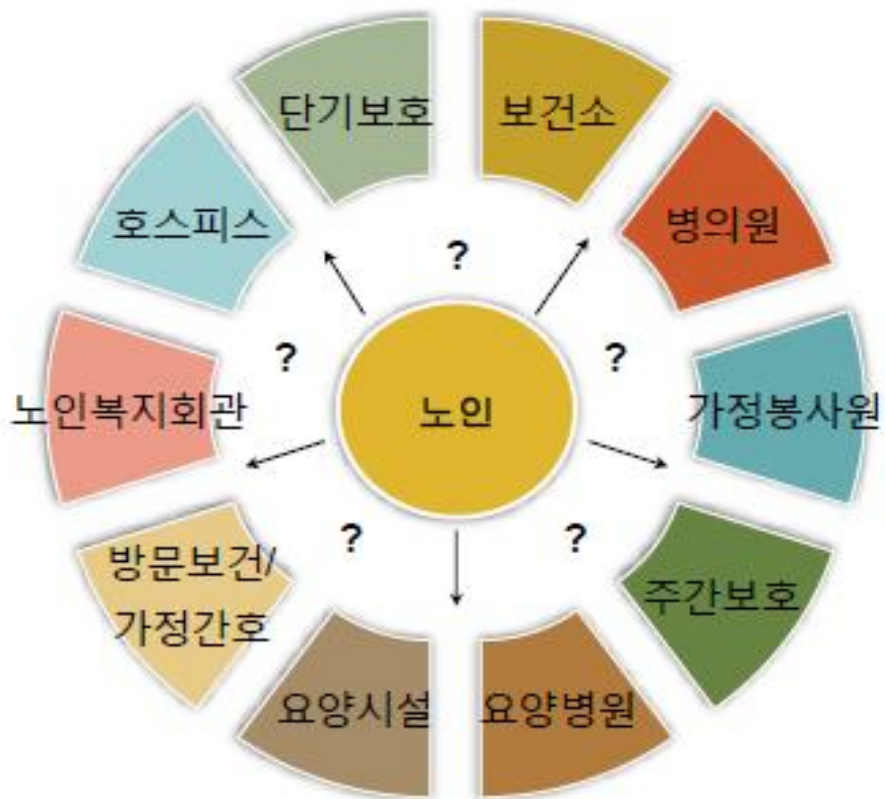 단기보호
보건소
호스피스
병의원
?
?
?
노인복지회관
노인
가정봉사원
?
?
방문보건/
가정간호
주간보호
요양시설
요양병원